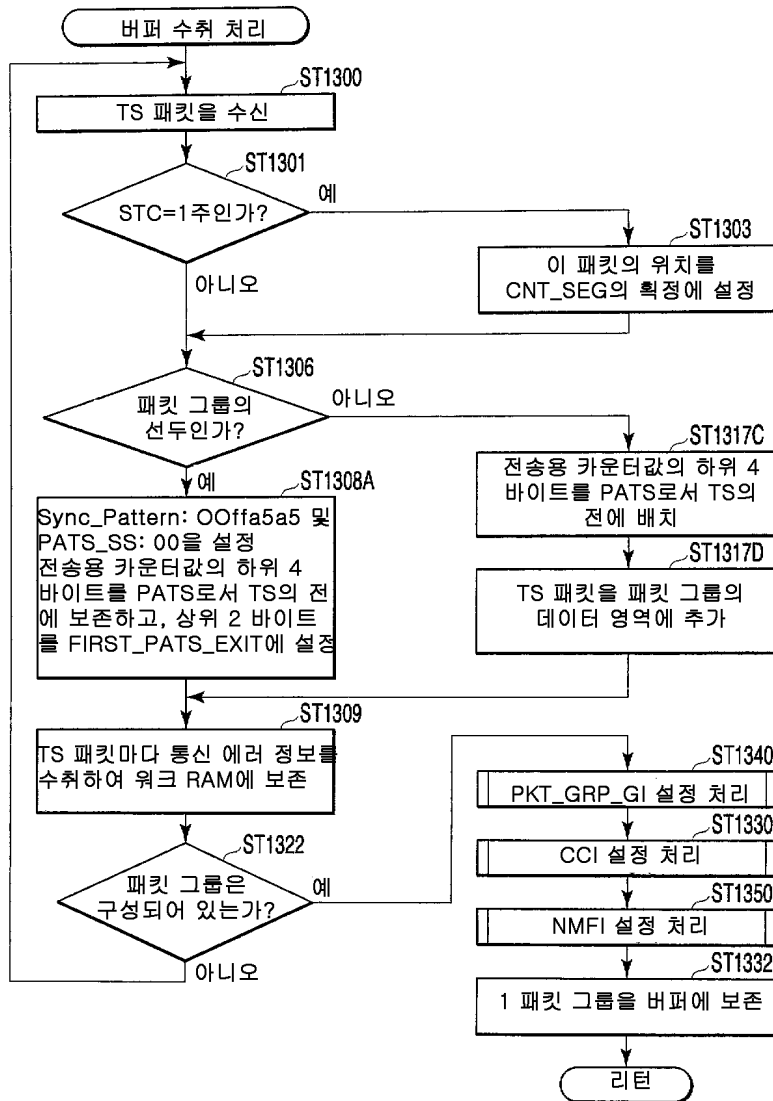 버퍼 수취 처리
ST1300
TS 패킷을 수신
ST1301
STC=1주인가?
예
아니오
ST1303
이 패킷의 위치를
CNT_SEG의 획정에 설정
ST1306
패킷 그룹의
선두인가?
아니오
예
ST1317C
전송용 카운터값의 하위 4
바이트를 PATS로서 TS의
전에 배치
ST1308A
Sync_Pattern: OOffa5a5 및
PATS_SS: 00을 설정
전송용 카운터값의 하위 4
바이트를 PATS로서 TS의 전
에 보존하고, 상위 2 바이트
를 FIRST_PATS_EXIT에 설정
ST1317D
TS 패킷을 패킷 그룹의
데이터 영역에 추가
ST1309
TS 패킷마다 통신 에러 정보를
수취하여 워크 RAM에 보존
ST1322
패킷 그룹은
구성되어 있는가?
예
아니오
ST1340
PKT_GRP_GI 설정 처리
ST1330
CCI 설정 처리
ST1350
NMFI 설정 처리
ST1332
1 패킷 그룹을 버퍼에 보존
리턴